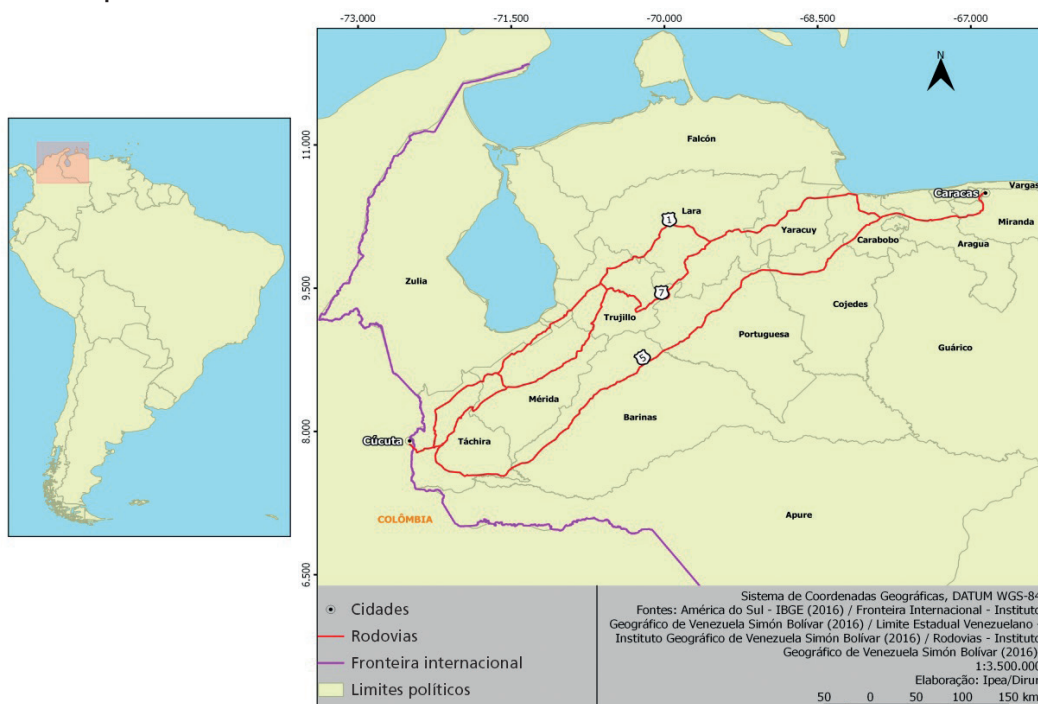 -73.000
-71.500
-70.000
-68.500
-67.000
N
11.000
9.500
8.000
6.500
Falcón
Caracas
Vargas
Miranda
Lara
1
Yaracuy
Carabobo
Aragua
Zulia
7
Trujillo
Cojedes
Portuguesa
Guárico
5
Mérida
Barinas
Cúcuta
Táchira
COLÔMBIA
Apure
Cidades
Rodovias
Fronteira internacional
Limites políticos
Sistema de Coordenadas Geográficas, DATUM WGS-84
Fontes: América do Sul - IBGE (2016) / Fronteira Internacional - Instituto
Geográfico de Venezuela Simón Bolívar (2016) / Limite Estadual Venezuelano -
Instituto Geográfico de Venezuela Simón Bolívar (2016) / Rodovias - Instituto
Geográfico de Venezuela Simón Bolívar (2016)
1:3.500.000
Elaboração: Ipea/Dirur
50 0 50 100 150 km